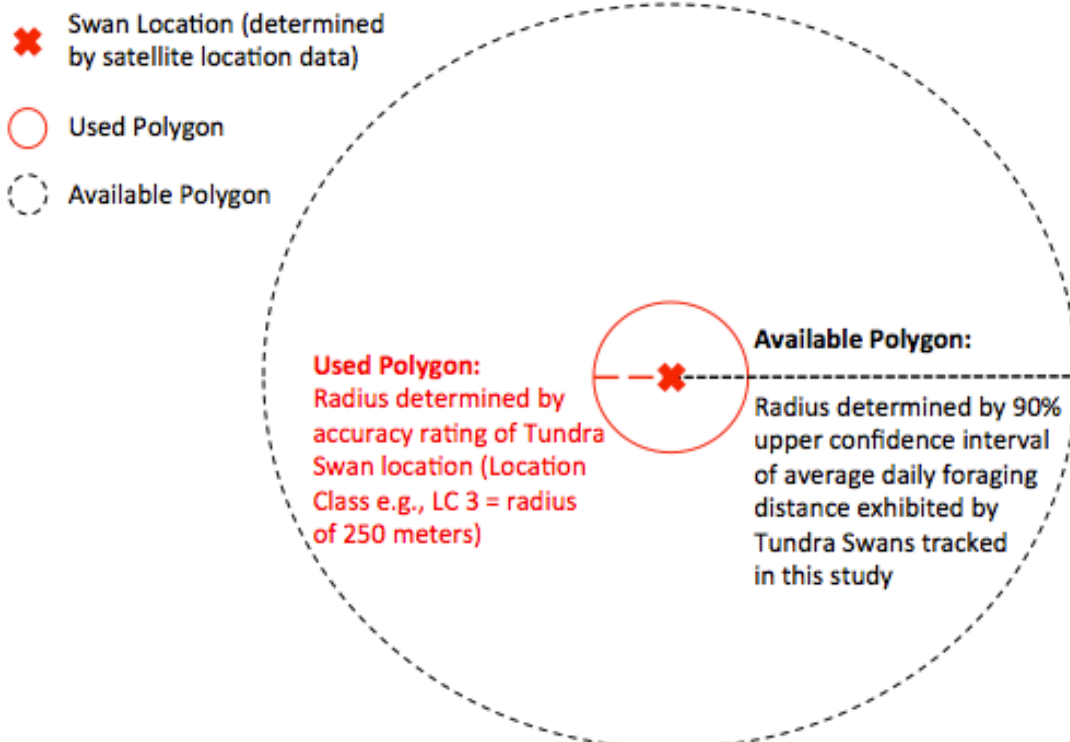 Swan Location (determined
by satellite location data)
Used Polygon
Available Polygon
Used Polygon:
Radius determined by
accuracy rating of Tundra
Swan location (Location
Class e.g., LC 3 = radius
of 250 meters)
Available Polygon:
Radius determined by 90%
upper confidence interval
of average daily foraging
distance exhibited by
Tundra Swans tracked
in this study